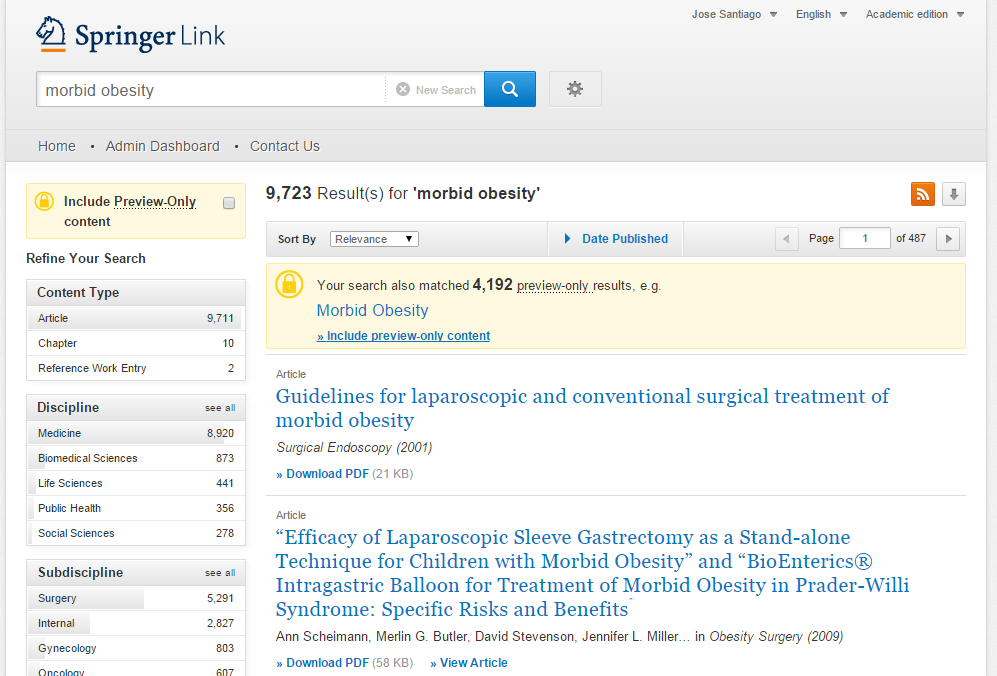 Jose Santiago English Academic edition
Springer Link
morbid obesity New Search
Home • Admin Dashboard • Contact Us
Include Preview-Only
content
Refine Your Search
Content Type
Article 9,711
Chapter 10
Reference Work Entry 2
Discipline see all
Medicine 8,920
Biomedical Sciences 873
Life Sciences 441
Public Health 356
Social Sciences 278
Subdiscipline see all
Surgery 5,291
Internal 2,827
Gynecology 803
Oncology 607
9,723 Result(s) for 'morbid obesity'
Sort By Relevance Date Published Page 1 of 487
Your search also matched 4,192 preview-only results, e.g.
Morbid Obesity
» Include preview-only content
Article
Guidelines for laparoscopic and conventional surgical treatment of
morbid obesity
Surgical Endoscopy (2001)
» Download PDF (21 KB)
Article
“Efficacy of Laparoscopic Sleeve Gastrectomy as a Stand-alone
Technique for Children with Morbid Obesity” and “BioEnterics®
Intragastric Balloon for Treatment of Morbid Obesity in Prader-Willi
Syndrome: Specific Risks and Benefits
Ann Scheimann, Merlin G. Butler, David Stevenson, Jennifer L. Miller… in Obesity Surgery (2009)
» Download PDF (58 KB) » View Article